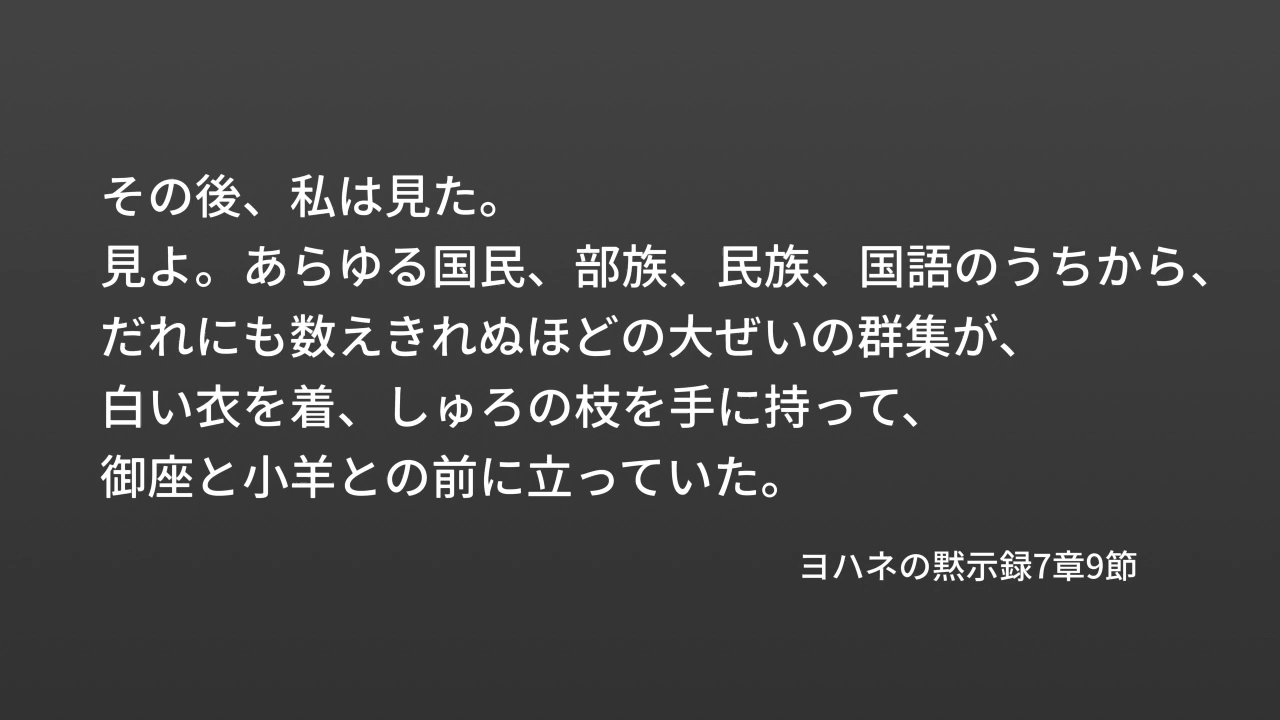 その後、私は見た。
見よ。あらゆる国民、部族、民族、国語のうちから、
だれにも数えきれぬほどの大ぜいの群集が、
白い衣を着、しゅろの枝を手に持って、
御座と小羊との前に立っていた。
ヨハネの黙示録7章9節